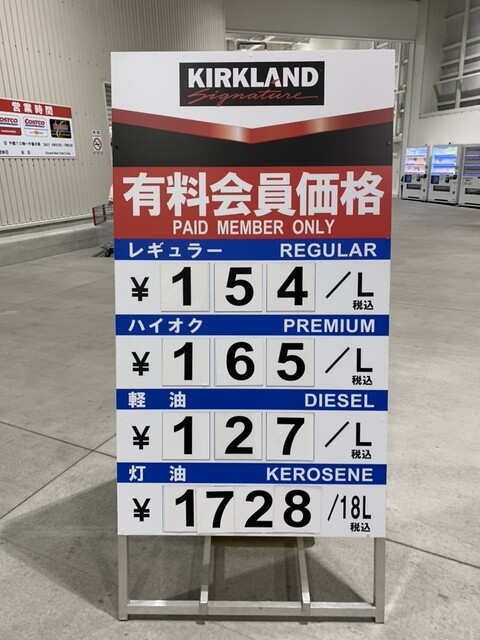 KIRKLAND
Signature
有料会員価格
PAID MEMBER ONLY
レギュラー REGULAR
¥ 154 /L
税込
ハイオク PREMIUM
¥ 165 /L
税込
軽油 DIESEL
¥ 127 /L
税込
灯油 KEROSENE
¥ 1728 /18L
税込
営業時間
COSTCO COSTCO